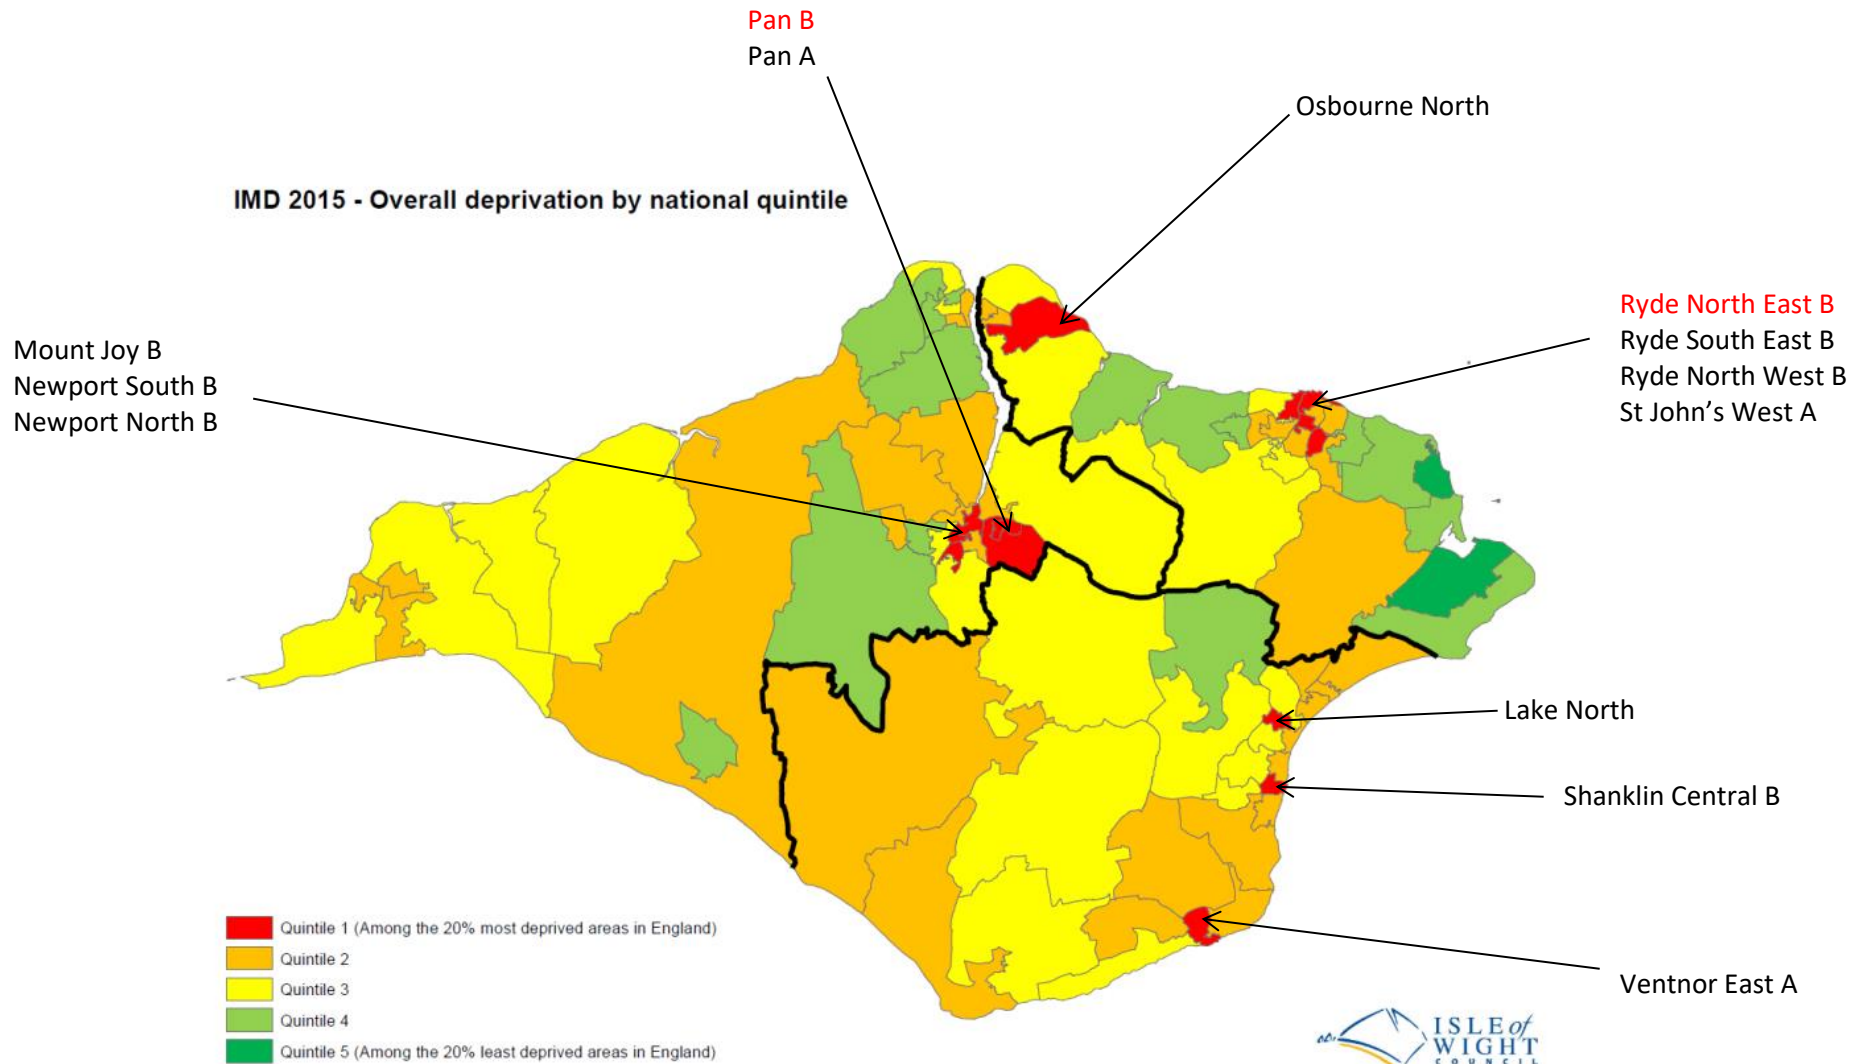 Pan B
Pan A
Osbourne North
IMD 2015 - Overall deprivation by national quintile
Ryde North East B
Ryde South East B
Ryde North West B
St John’s West A
Mount Joy B
Newport South B
Newport North B
Lake North
Shanklin Central B
Ventnor East A
Quintile 1 (Among the 20% most deprived areas in England)
Quintile 2
Quintile 3
Quintile 4
Quintile 5 (Among the 20% least deprived areas in England)
ISLE of
WIGHT
COUNCIL